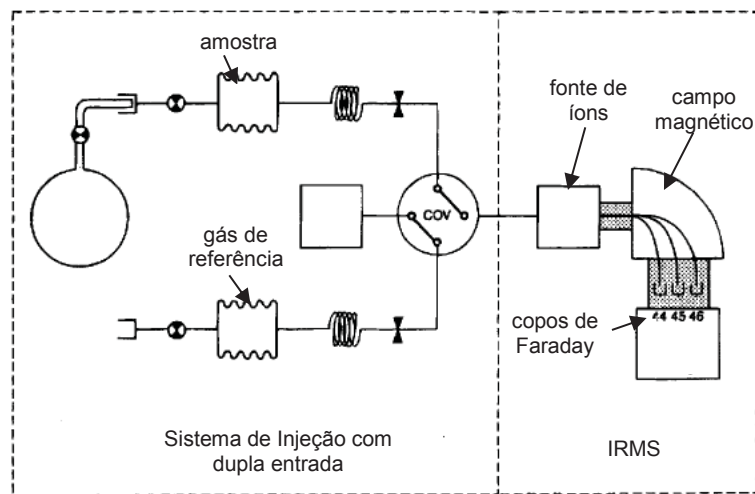 amostra
fonte de
íons
campo
magnético
COV
gás de
referência
copos de
Faraday
44 45 46
Sistema de Injeção com
dupla entrada
IRMS